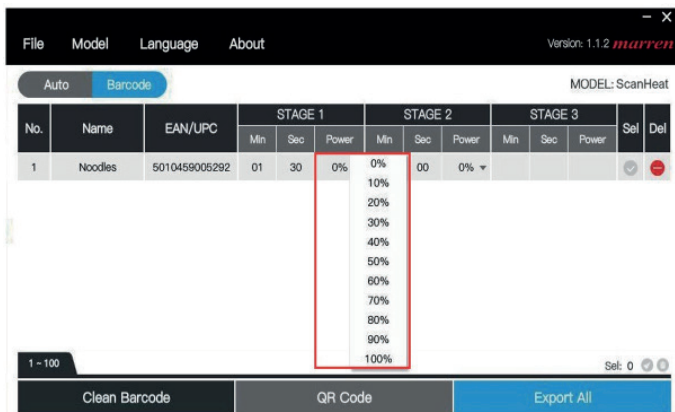 File Model Language About Version: 1.1.2 marren
Auto Barcode MODEL: ScanHeat
No. Name EAN/UPC STAGE 1 STAGE 2 STAGE 3 Sel Del
Min Sec Power Min Sec Power Min Sec Power
1 Noodles 5010459005292 01 30 0% 0% 00 0%
10%
20%
30%
40%
50%
60%
70%
80%
90%
100%
1 ~ 100 Sel: 0
Clean Barcode QR Code Export All